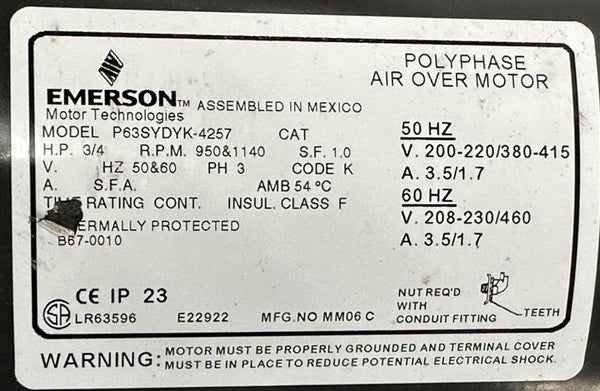 POLYPHASE
AIR OVER MOTOR
EMERSON™ ASSEMBLED IN MEXICO
Motor Technologies
MODEL P63SYDYK-4257 CAT
H.P. 3/4 R.P.M. 950&1140 S.F. 1.0
V. HZ 50&60 PH 3 CODE K
A. S.F.A. AMB 54 ºC
RATING CONT. INSUL. CLASS F
PROTECTED
B67-0010
50 HZ
V. 200-220/380-415
A. 3.5/1.7
60 HZ
V. 208-230/460
A. 3.5/1.7
CE IP 23
SA LR63596 E22922 MFG.NO MM06 C
NUT REQ'D
WITH
CONDUIT FITTING
TEETH
WARNING: MOTOR MUST BE PROPERLY GROUNDED AND TERMINAL COVER
MUST BE IN PLACE TO REDUCE POTENTIAL ELECTRICAL SHOCK.